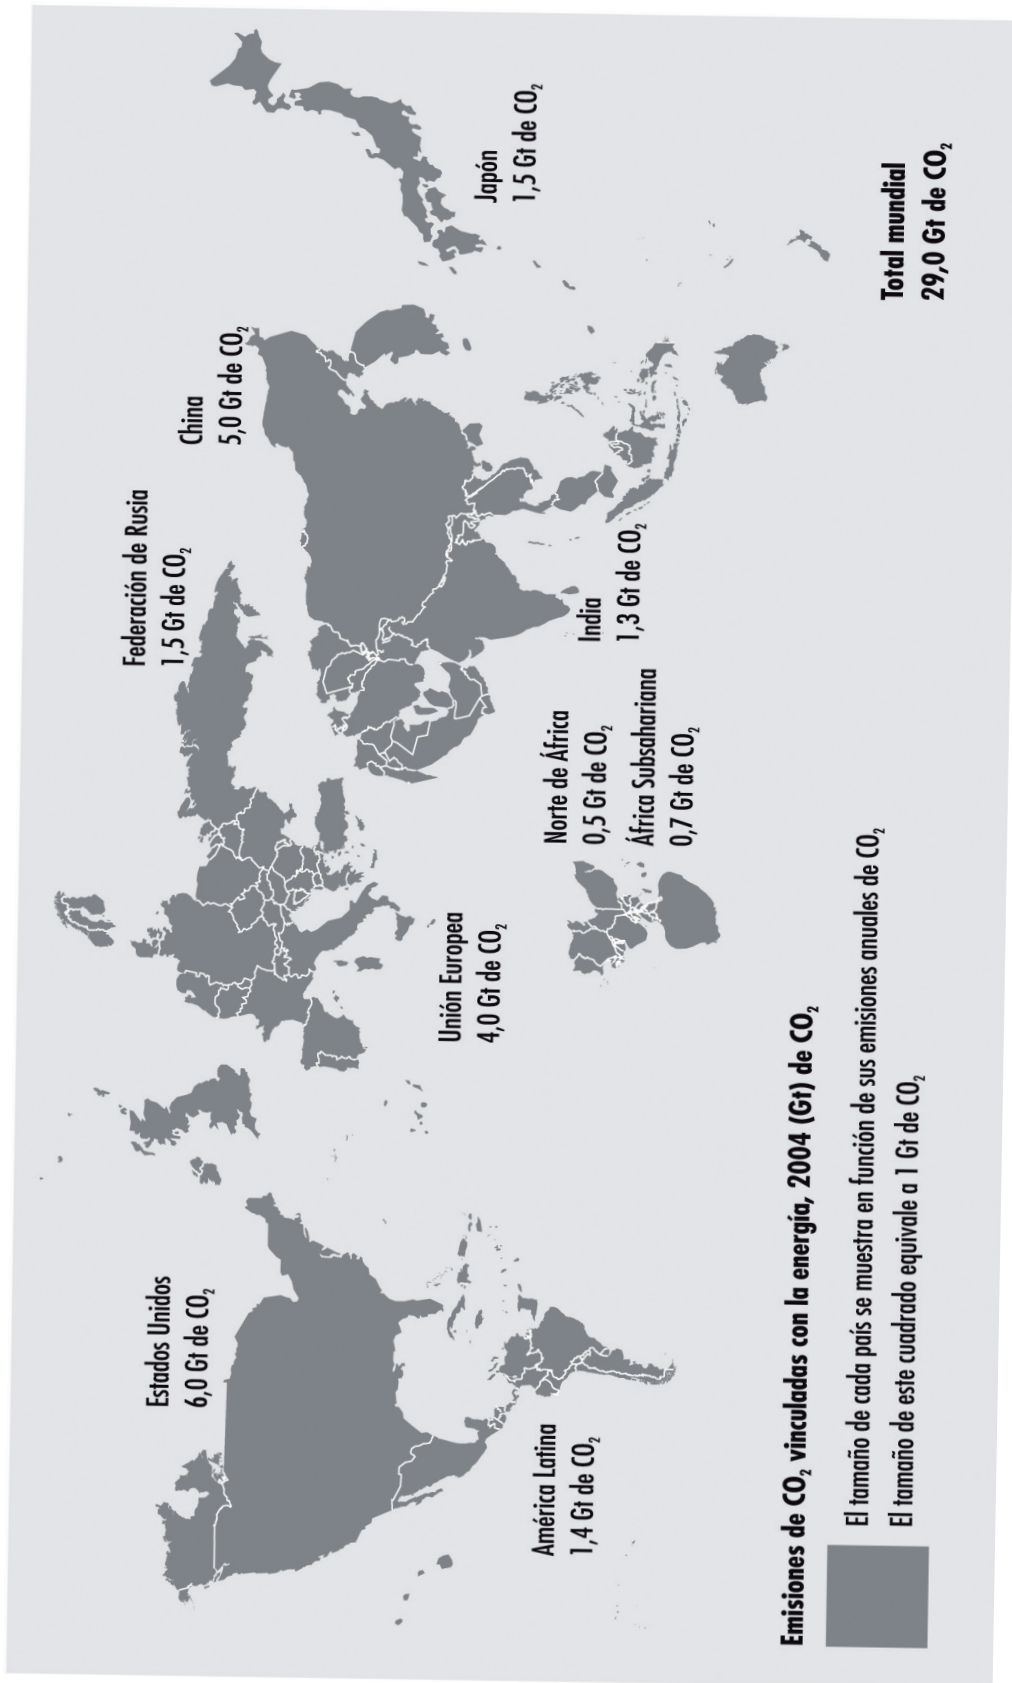 Estados Unidos
6,0 Gt de CO₂
Federación de Rusia
1,5 Gt de CO₂
China
5,0 Gt de CO₂
Japón
1,5 Gt de CO₂
Unión Europea
4,0 Gt de CO₂
América Latina
1,4 Gt de CO₂
Norte de África
0,5 Gt de CO₂
África Subsahariana
0,7 Gt de CO₂
India
1,3 Gt de CO₂
Emisiones de CO₂ vinculadas con la energía, 2004 (Gt) de CO₂
El tamaño de cada país se muestra en función de sus emisiones anuales de CO₂
El tamaño de este cuadrado equivale a 1 Gt de CO₂
Total mundial
29,0 Gt de CO₂